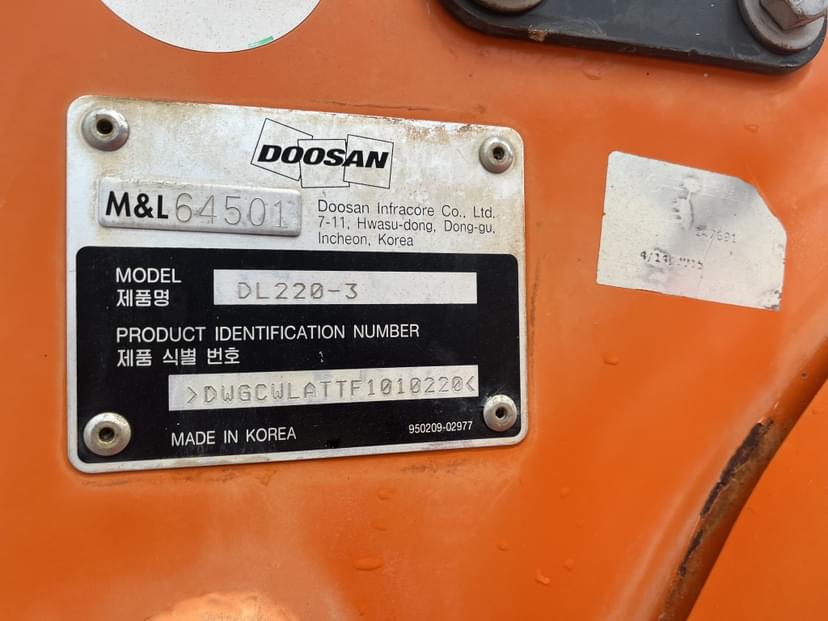 DOOSAN
M&L 64501
Doosan Infracore Co., Ltd.
7-11, Hwasu-dong, Dong-gu,
Incheon, Korea
MODEL
제품명
DL220-3
PRODUCT IDENTIFICATION NUMBER
제품 식별 번호
>DWGCWLATTF1010220<
MADE IN KOREA
950209-02977